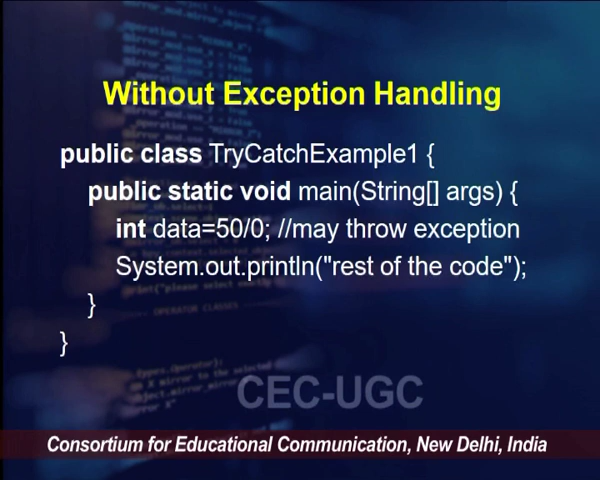 Without Exception Handling
public class TryCatchExample1 {
public static void main(String[] args) {
int data=50/0; //may throw exception
System.out.println("rest of the code");
}
}
CEC-UGC
Consortium for Educational Communication, New Delhi, India